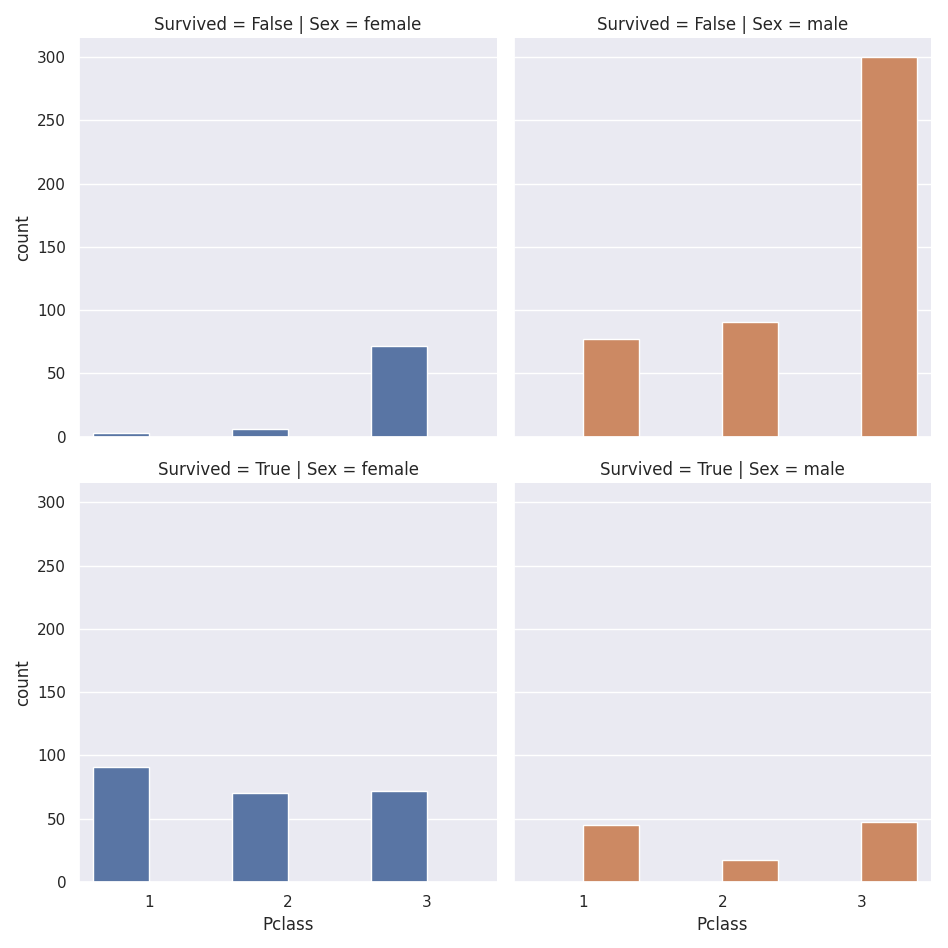 Survived = False | Sex = female
Survived = False | Sex = male
300
250
200
150
100
50
0
count
Survived = True | Sex = female
Survived = True | Sex = male
300
250
200
150
100
50
0
count
1 2 3
1 2 3
Pclass
Pclass